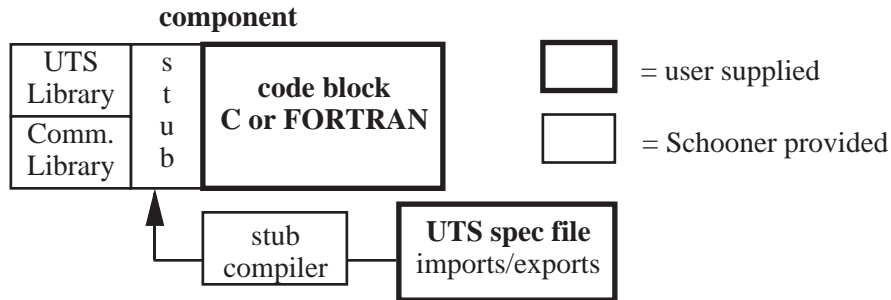 component
UTS
Library
Comm.
Library
s
t
u
b
code block
C or FORTRAN
= user supplied
= Schooner provided
stub
compiler
UTS spec file
imports/exports